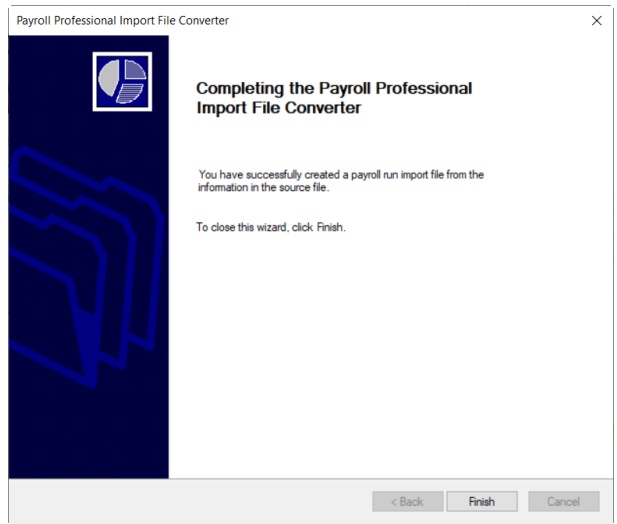 Payroll Professional Import File Converter
Completing the Payroll Professional
Import File Converter
You have successfully created a payroll run import file from the
information in the source file.
To close this wizard, click Finish.
< Back Finish Cancel